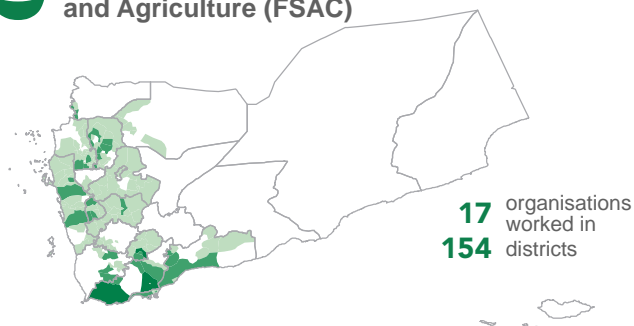 and Agriculture (FSAC)
17 organisations
worked in
154 districts